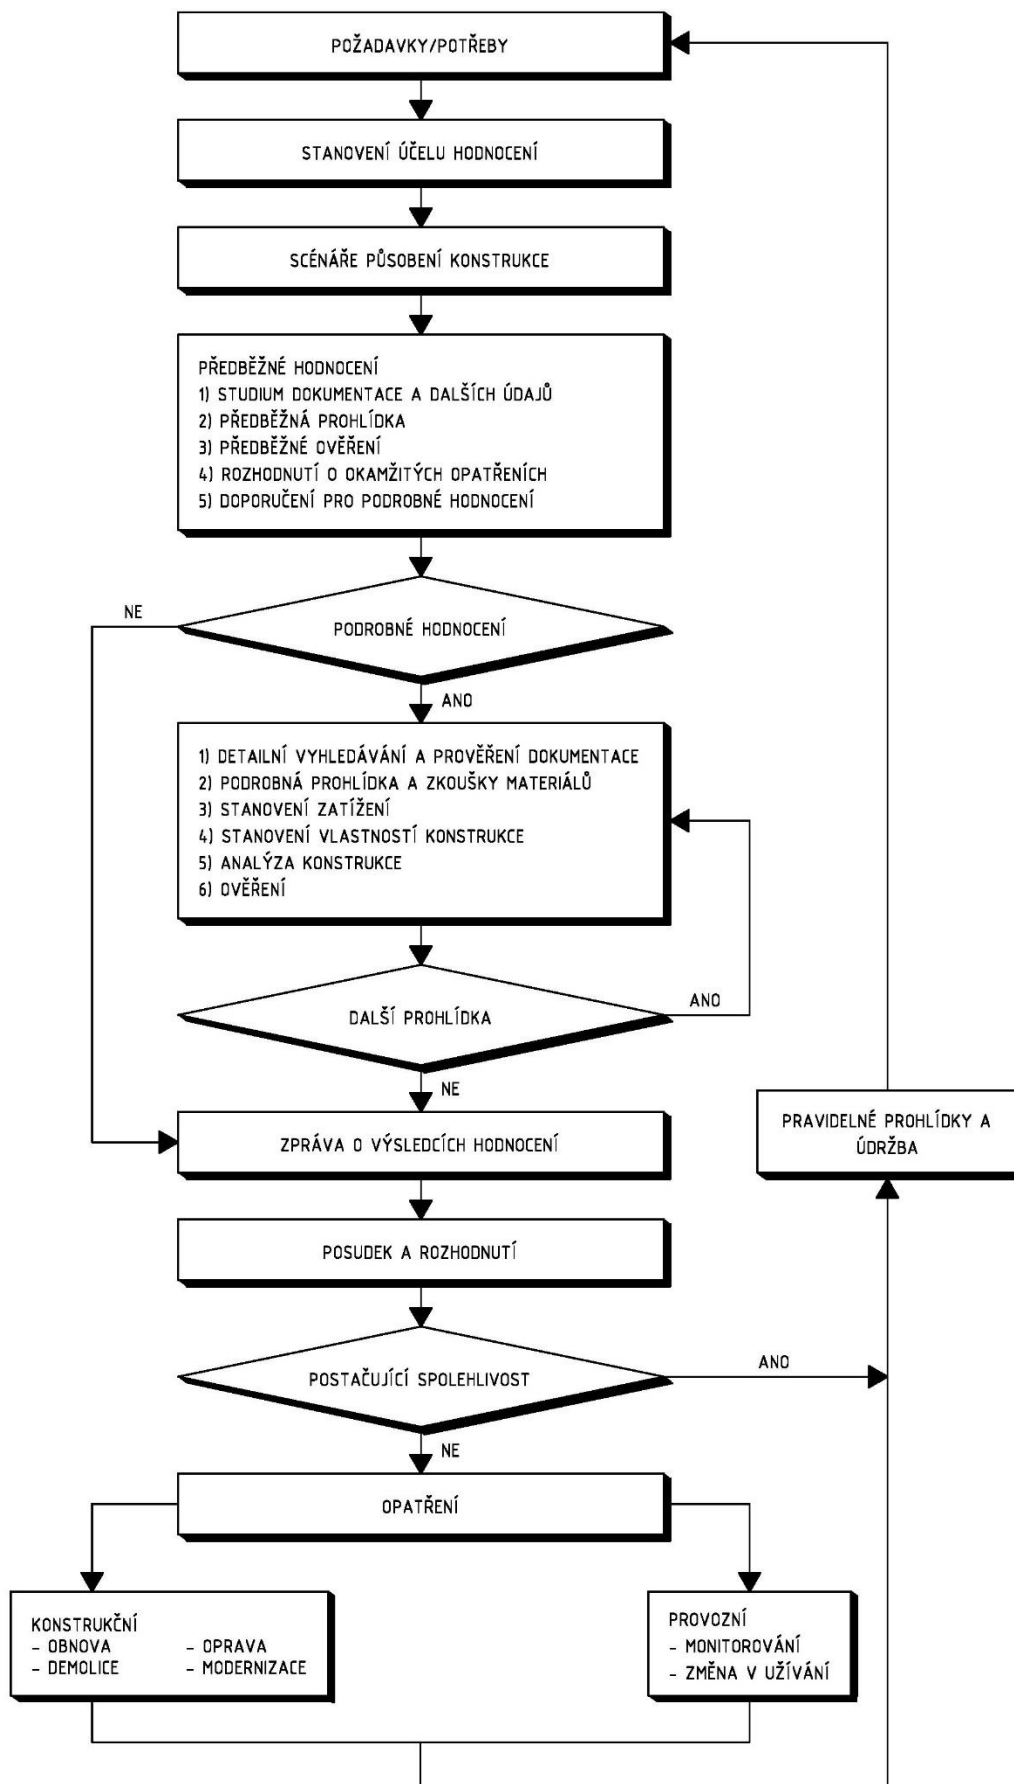 POŽADAVKY/POTŘEBY
STANOVENÍ ÚČELU HODNOCENÍ
SCÉNÁŘE PŮSOBENÍ KONSTRUKCE
PŘEDBĚŽNÉ HODNOCENÍ
1) STUDIUM DOKUMENTACE A DALŠÍCH ÚDAJŮ
2) PŘEDBĚŽNÁ PROHLÍDKA
3) PŘEDBĚŽNÉ OVĚŘENÍ
4) ROZHODNUTÍ O OKAMŽITÝCH OPATŘENÍCH
5) DOPORUČENÍ PRO PODROBNÉ HODNOCENÍ
NE
PODROBNÉ HODNOCENÍ
ANO
1) DETAILNÍ VYHLEDÁVÁNÍ A PROVĚŘENÍ DOKUMENTACE
2) PODROBNÁ PROHLÍDKA A ZKOUŠKY MATERIÁLŮ
3) STANOVENÍ ZATÍŽENÍ
4) STANOVENÍ VLASTNOSTÍ KONSTRUKCE
5) ANALÝZA KONSTRUKCE
6) OVĚŘENÍ
DALŠÍ PROHLÍDKA
ANO
NE
ZPRÁVA O VÝSLEDCÍCH HODNOCENÍ
PRAVIDELNÉ PROHLÍDKY A
ÚDRŽBA
POSUDEK A ROZHODNUTÍ
POSTAČUJÍCÍ SPOLEHLIVOST
ANO
NE
OPATŘENÍ
KONSTRUKČNÍ
- OBNOVA - OPRAVA
- DEMOLICE - MODERNIZACE
PROVOZNÍ
- MONITOROVÁNÍ
- ZMĚNA V UŽÍVÁNÍ